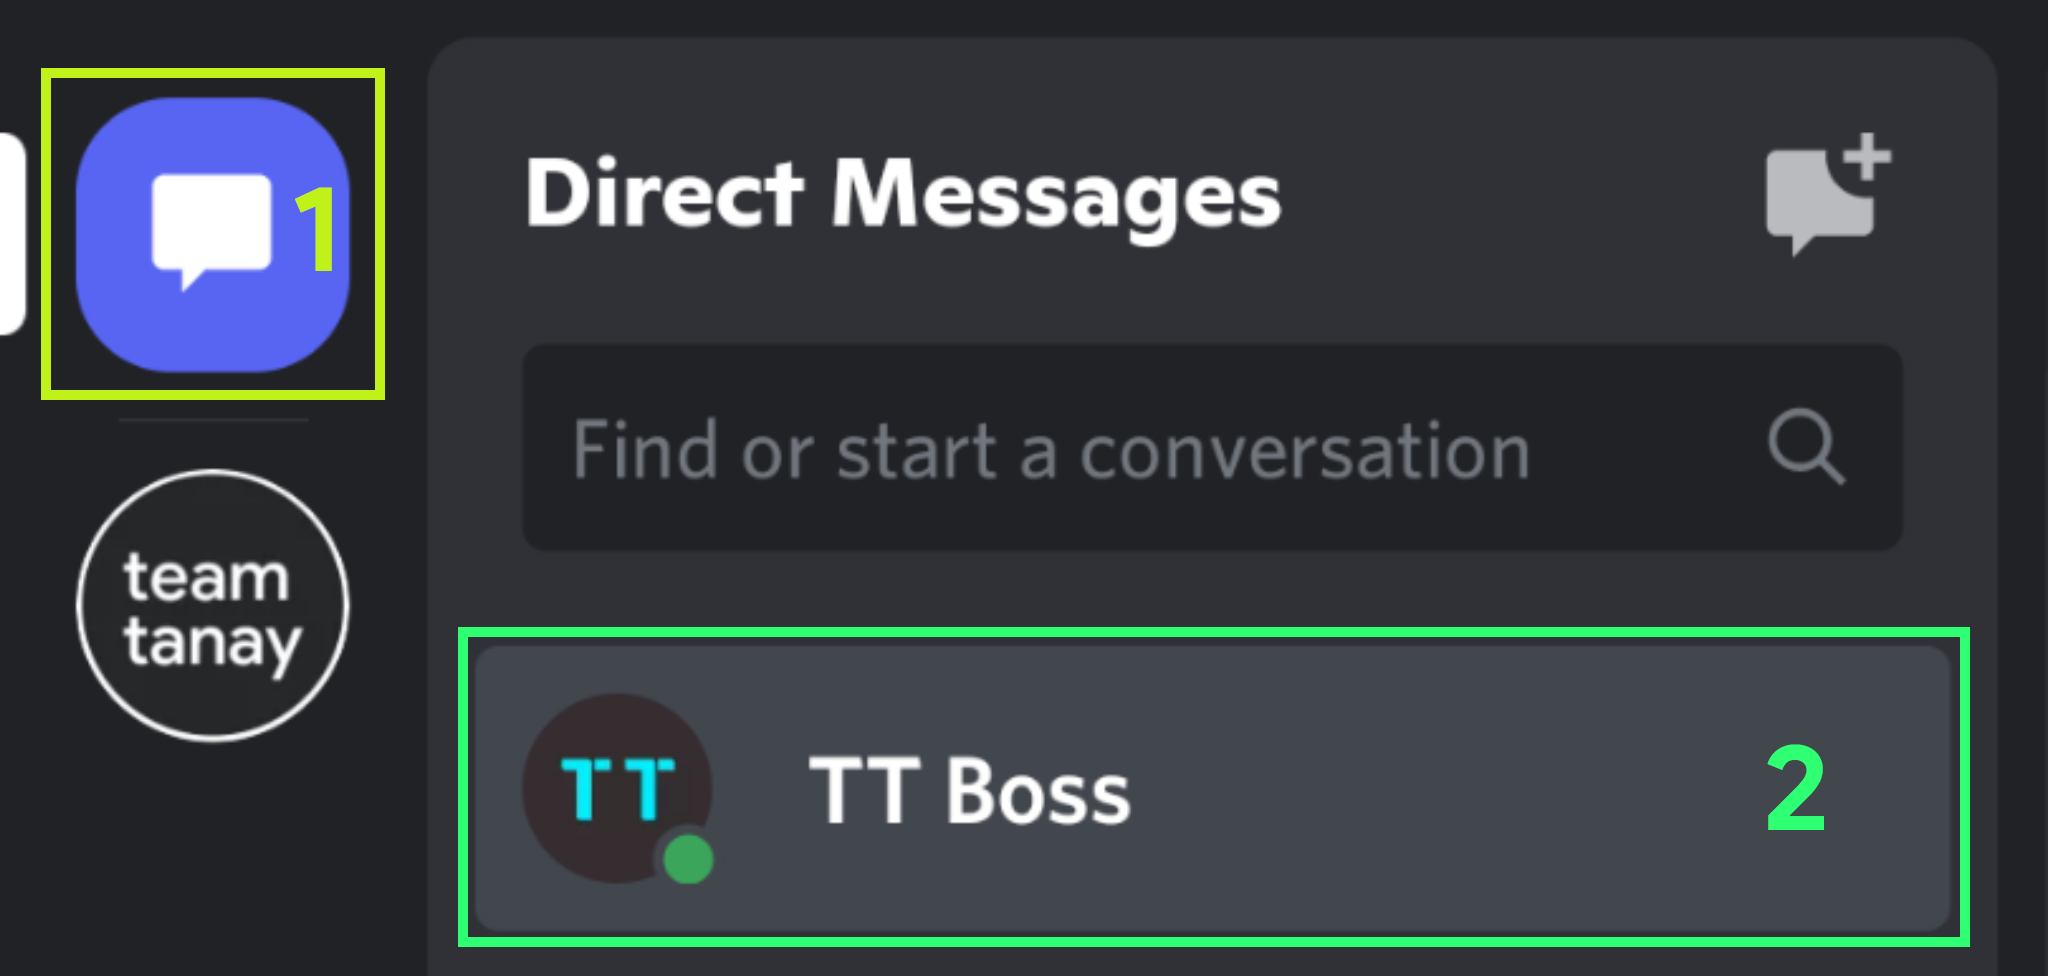 1
Direct Messages
Find or start a conversation
team
tanay
TT
TT Boss
2